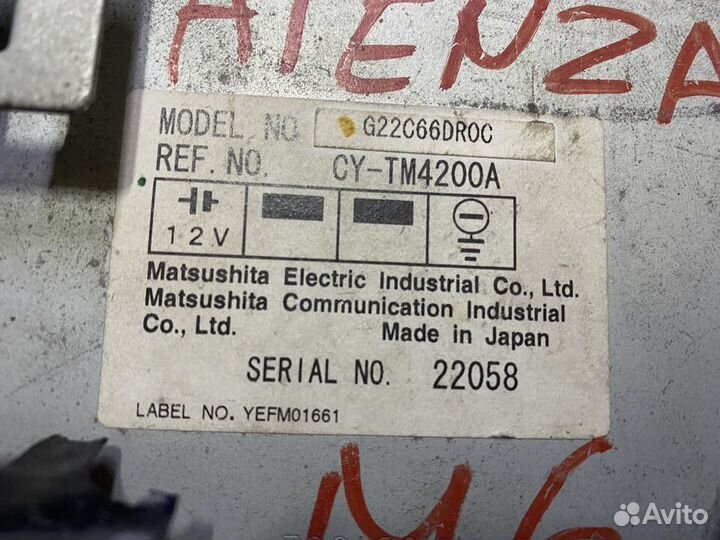 ATENZA
MODEL NO. G22C66DR0C
REF. NO. CY-TM4200A
12V
Matsushita Electric Industrial Co., Ltd.
Matsushita Communication Industrial
Co., Ltd. Made in Japan
SERIAL NO. 22058
LABEL NO. YEFM01661
M6
Avito